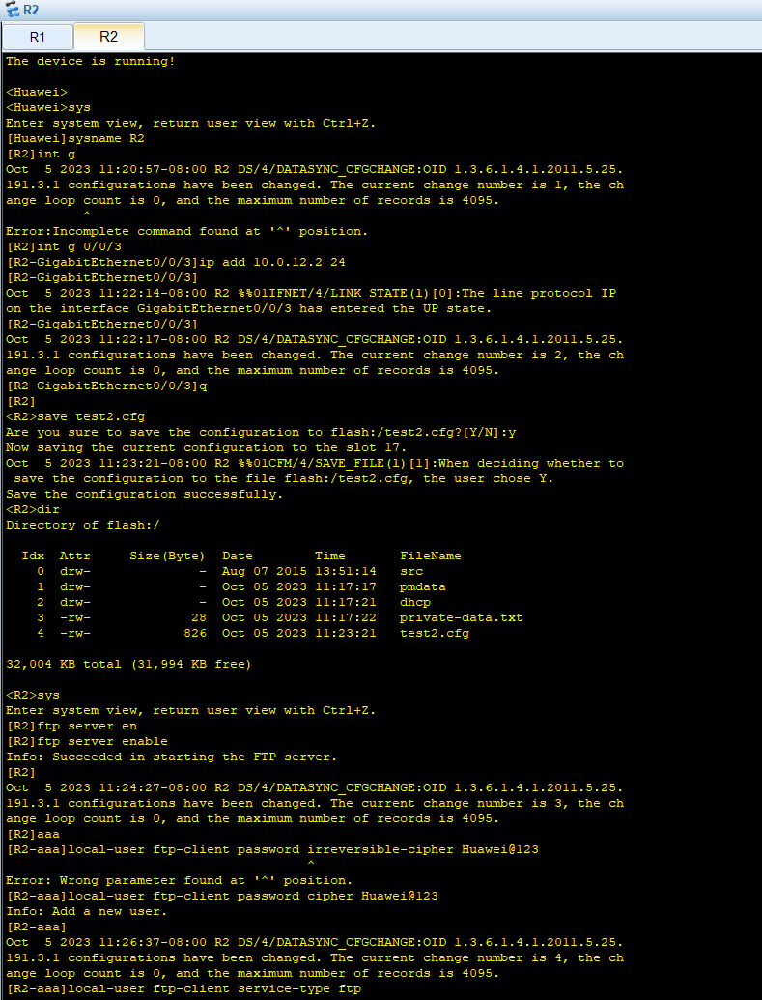 R2
R1 R2
The device is running!
<Huawei>
<Huawei>sys
Enter system view, return user view with Ctrl+Z.
[Huawei]sysname R2
[R2]int g
Oct  5 2023 11:20:57-08:00 R2 DS/4/DATASYNC_CFGCHANGE:OID 1.3.6.1.4.1.2011.5.25.
191.3.1 configurations have been changed. The current change number is 1, the ch
ange loop count is 0, and the maximum number of records is 4095.
          ^
Error:Incomplete command found at '^' position.
[R2]int g 0/0/3
[R2-GigabitEthernet0/0/3]ip add 10.0.12.2 24
[R2-GigabitEthernet0/0/3]
Oct  5 2023 11:22:14-08:00 R2 %%01IFNET/4/LINK_STATE(l)[0]:The line protocol IP
on the interface GigabitEthernet0/0/3 has entered the UP state.
[R2-GigabitEthernet0/0/3]
Oct  5 2023 11:22:17-08:00 R2 DS/4/DATASYNC_CFGCHANGE:OID 1.3.6.1.4.1.2011.5.25.
191.3.1 configurations have been changed. The current change number is 2, the ch
ange loop count is 0, and the maximum number of records is 4095.
[R2-GigabitEthernet0/0/3]q
[R2]
<R2>save test2.cfg
Are you sure to save the configuration to flash:/test2.cfg?[Y/N]:y
Now saving the current configuration to the slot 17.
Oct  5 2023 11:23:21-08:00 R2 %%01CFM/4/SAVE_FILE(l)[1]:When deciding whether to
 save the configuration to the file flash:/test2.cfg, the user chose Y.
Save the configuration successfully.
<R2>dir
Directory of flash:/
  Idx  Attr     Size(Byte)  Date        Time       FileName
    0  drw-              -  Aug 07 2015 13:51:14   src
    1  drw-              -  Oct 05 2023 11:17:17   pmdata
    2  drw-              -  Oct 05 2023 11:17:21   dhcp
    3  -rw-             28  Oct 05 2023 11:17:22   private-data.txt
    4  -rw-            826  Oct 05 2023 11:23:21   test2.cfg
32,004 KB total (31,994 KB free)
<R2>sys
Enter system view, return user view with Ctrl+Z.
[R2]ftp server en
[R2]ftp server enable
Info: Succeeded in starting the FTP server.
[R2]
Oct  5 2023 11:24:27-08:00 R2 DS/4/DATASYNC_CFGCHANGE:OID 1.3.6.1.4.1.2011.5.25.
191.3.1 configurations have been changed. The current change number is 3, the ch
ange loop count is 0, and the maximum number of records is 4095.
[R2]aaa
[R2-aaa]local-user ftp-client password irreversible-cipher Huawei@123
                                       ^
Error: Wrong parameter found at '^' position.
[R2-aaa]local-user ftp-client password cipher Huawei@123
Info: Add a new user.
[R2-aaa]
Oct  5 2023 11:26:37-08:00 R2 DS/4/DATASYNC_CFGCHANGE:OID 1.3.6.1.4.1.2011.5.25.
191.3.1 configurations have been changed. The current change number is 4, the ch
ange loop count is 0, and the maximum number of records is 4095.
[R2-aaa]local-user ftp-client service-type ftp